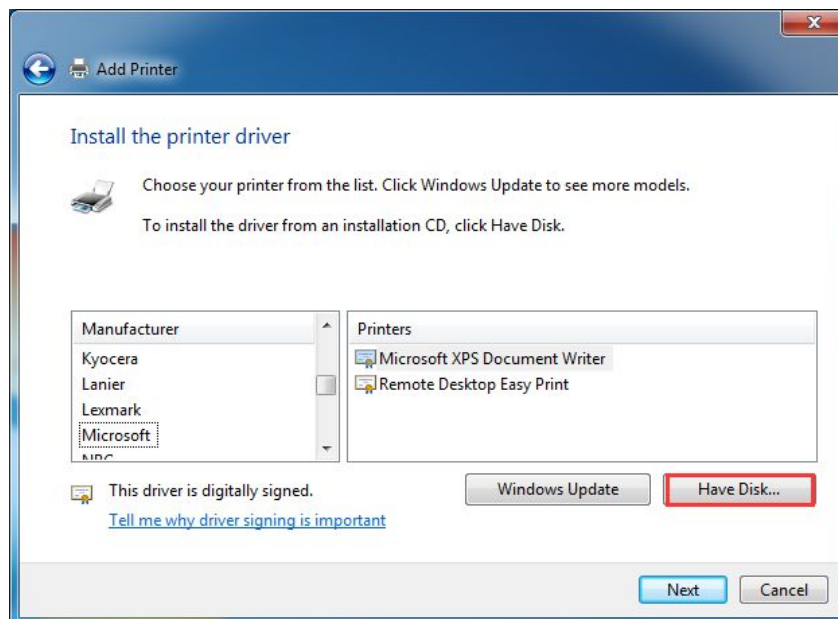 Add Printer
Install the printer driver
Choose your printer from the list. Click Windows Update to see more models.
To install the driver from an installation CD, click Have Disk.
Manufacturer
Kyocera
Lanier
Lexmark
Microsoft
Printers
Microsoft XPS Document Writer
Remote Desktop Easy Print
This driver is digitally signed.
Tell me why driver signing is important
Windows Update
Have Disk...
Next
Cancel